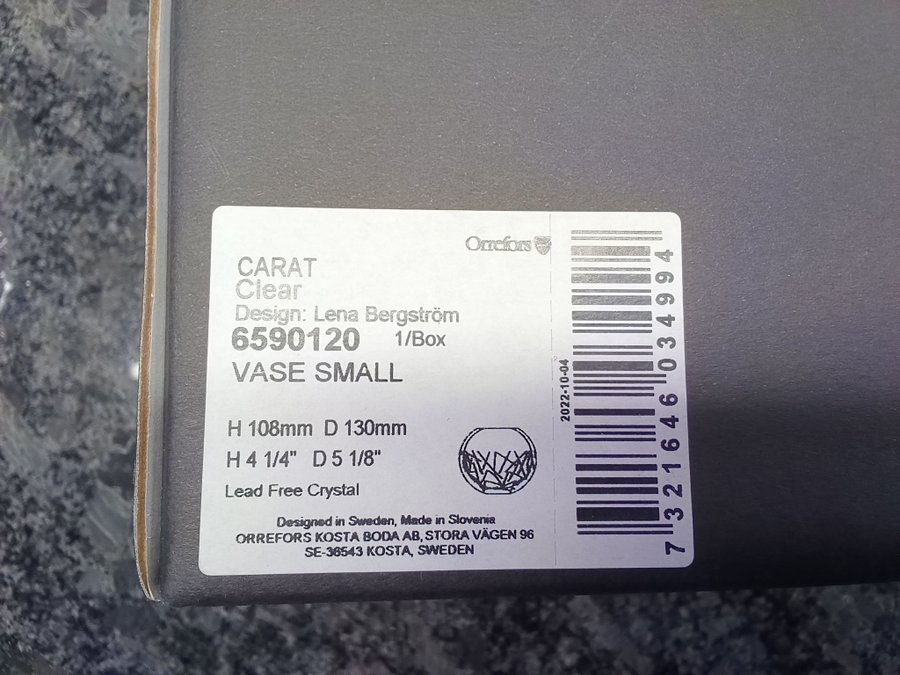 Orrefors
CARAT
Clear
Design: Lena Bergström
6590120 1/Box
VASE SMALL
H 108mm D 130mm
H 4 1/4" D 5 1/8"
Lead Free Crystal
Designed in Sweden, Made in Slovenia
ORREFORS KOSTA BODA AB, STORA VÄGEN 96
SE-36543 KOSTA, SWEDEN
2022-10-04
7 321646 034994